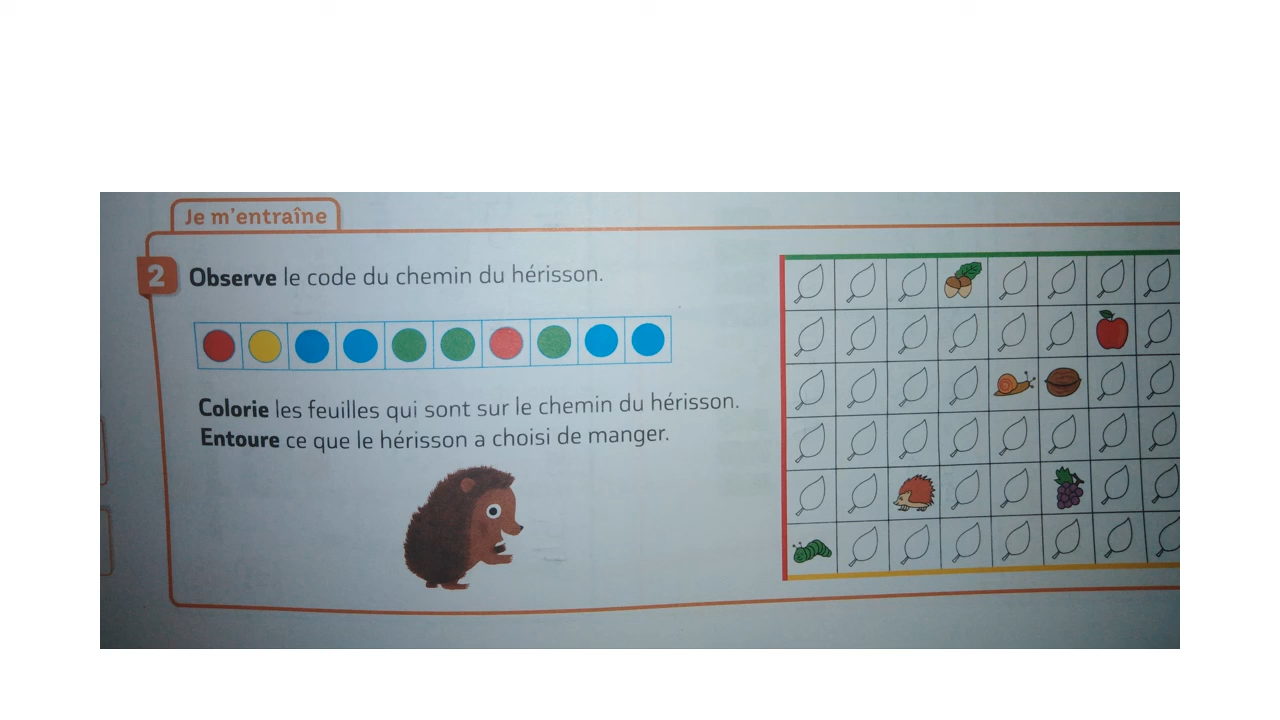 Je m'entraîne
2 Observe le code du chemin du hérisson.
Colorie les feuilles qui sont sur le chemin du hérisson.
Entoure ce que le hérisson a choisi de manger.